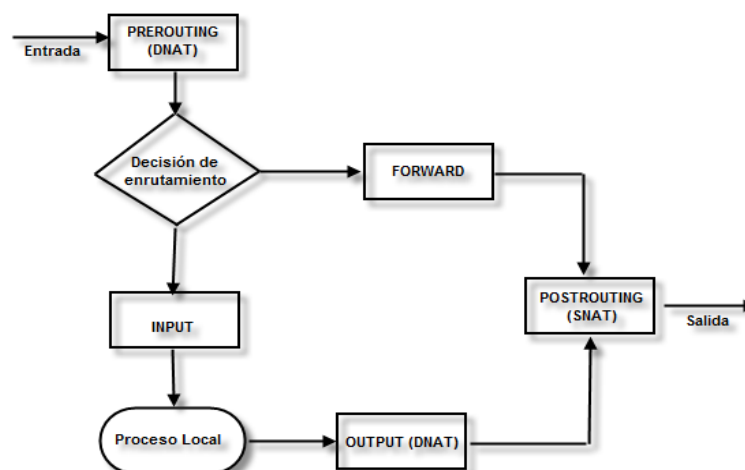 PREROUTING
(DNAT)
Entrada
Decisión de
enrutamiento
FORWARD
INPUT
POSTROUTING
(SNAT)
Salida
Proceso Local
OUTPUT (DNAT)